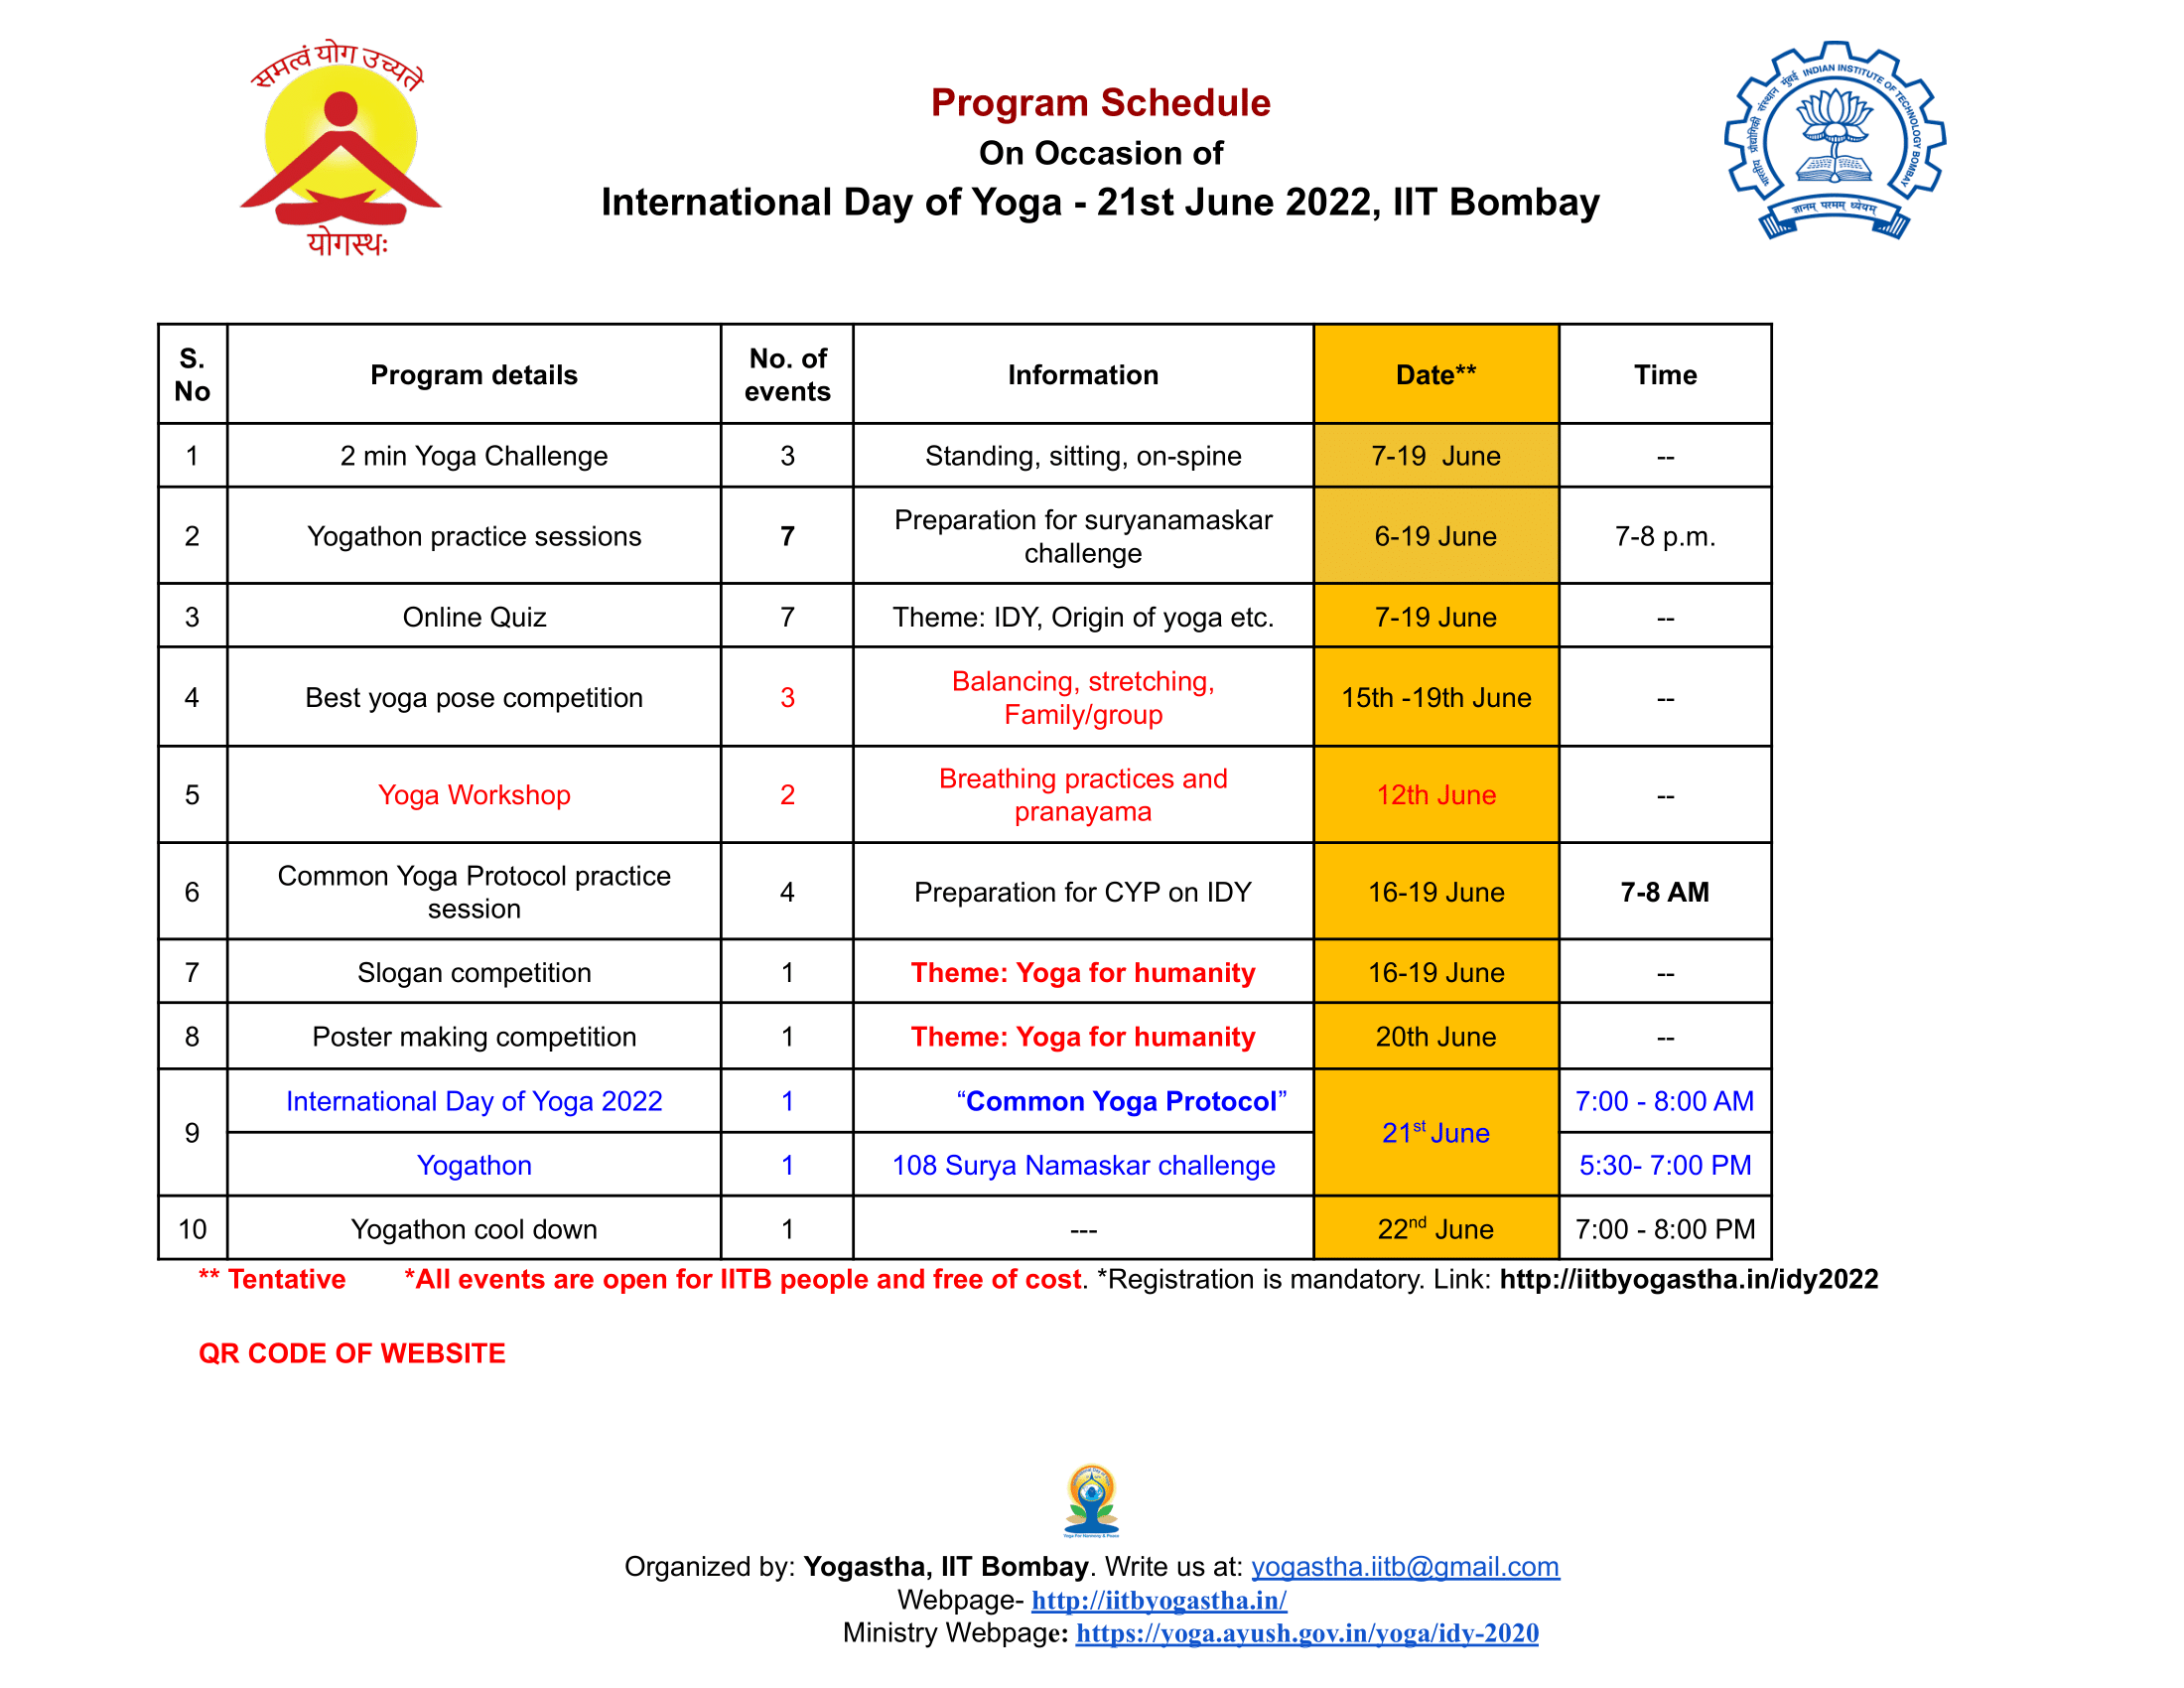 समत्वं योग उच्यते
योगस्थः
Program Schedule
On Occasion of
International Day of Yoga - 21st June 2022, IIT Bombay
भारतीय प्रौद्योगिकी संस्थान मुंबई INDIAN INSTITUTE OF TECHNOLOGY BOMBAY
ज्ञानम् परमम् ध्येयम्
S. No Program details No. of events Information Date** Time
1 2 min Yoga Challenge 3 Standing, sitting, on-spine 7-19 June --
2 Yogathon practice sessions 7 Preparation for suryanamaskar challenge 6-19 June 7-8 p.m.
3 Online Quiz 7 Theme: IDY, Origin of yoga etc. 7-19 June --
4 Best yoga pose competition 3 Balancing, stretching, Family/group 15th -19th June --
5 Yoga Workshop 2 Breathing practices and pranayama 12th June --
6 Common Yoga Protocol practice session 4 Preparation for CYP on IDY 16-19 June 7-8 AM
7 Slogan competition 1 Theme: Yoga for humanity 16-19 June --
8 Poster making competition 1 Theme: Yoga for humanity 20th June --
9 International Day of Yoga 2022 1 “Common Yoga Protocol” 21st June 7:00 - 8:00 AM
Yogathon 1 108 Surya Namaskar challenge 5:30- 7:00 PM
10 Yogathon cool down 1 --- 22nd June 7:00 - 8:00 PM
** Tentative *All events are open for IITB people and free of cost. *Registration is mandatory. Link: http://iitbyogastha.in/idy2022
QR CODE OF WEBSITE
Yoga For Harmony & Peace
Organized by: Yogastha, IIT Bombay. Write us at: yogastha.iitb@gmail.com
Webpage- http://iitbyogastha.in/
Ministry Webpage: https://yoga.ayush.gov.in/yoga/idy-2020